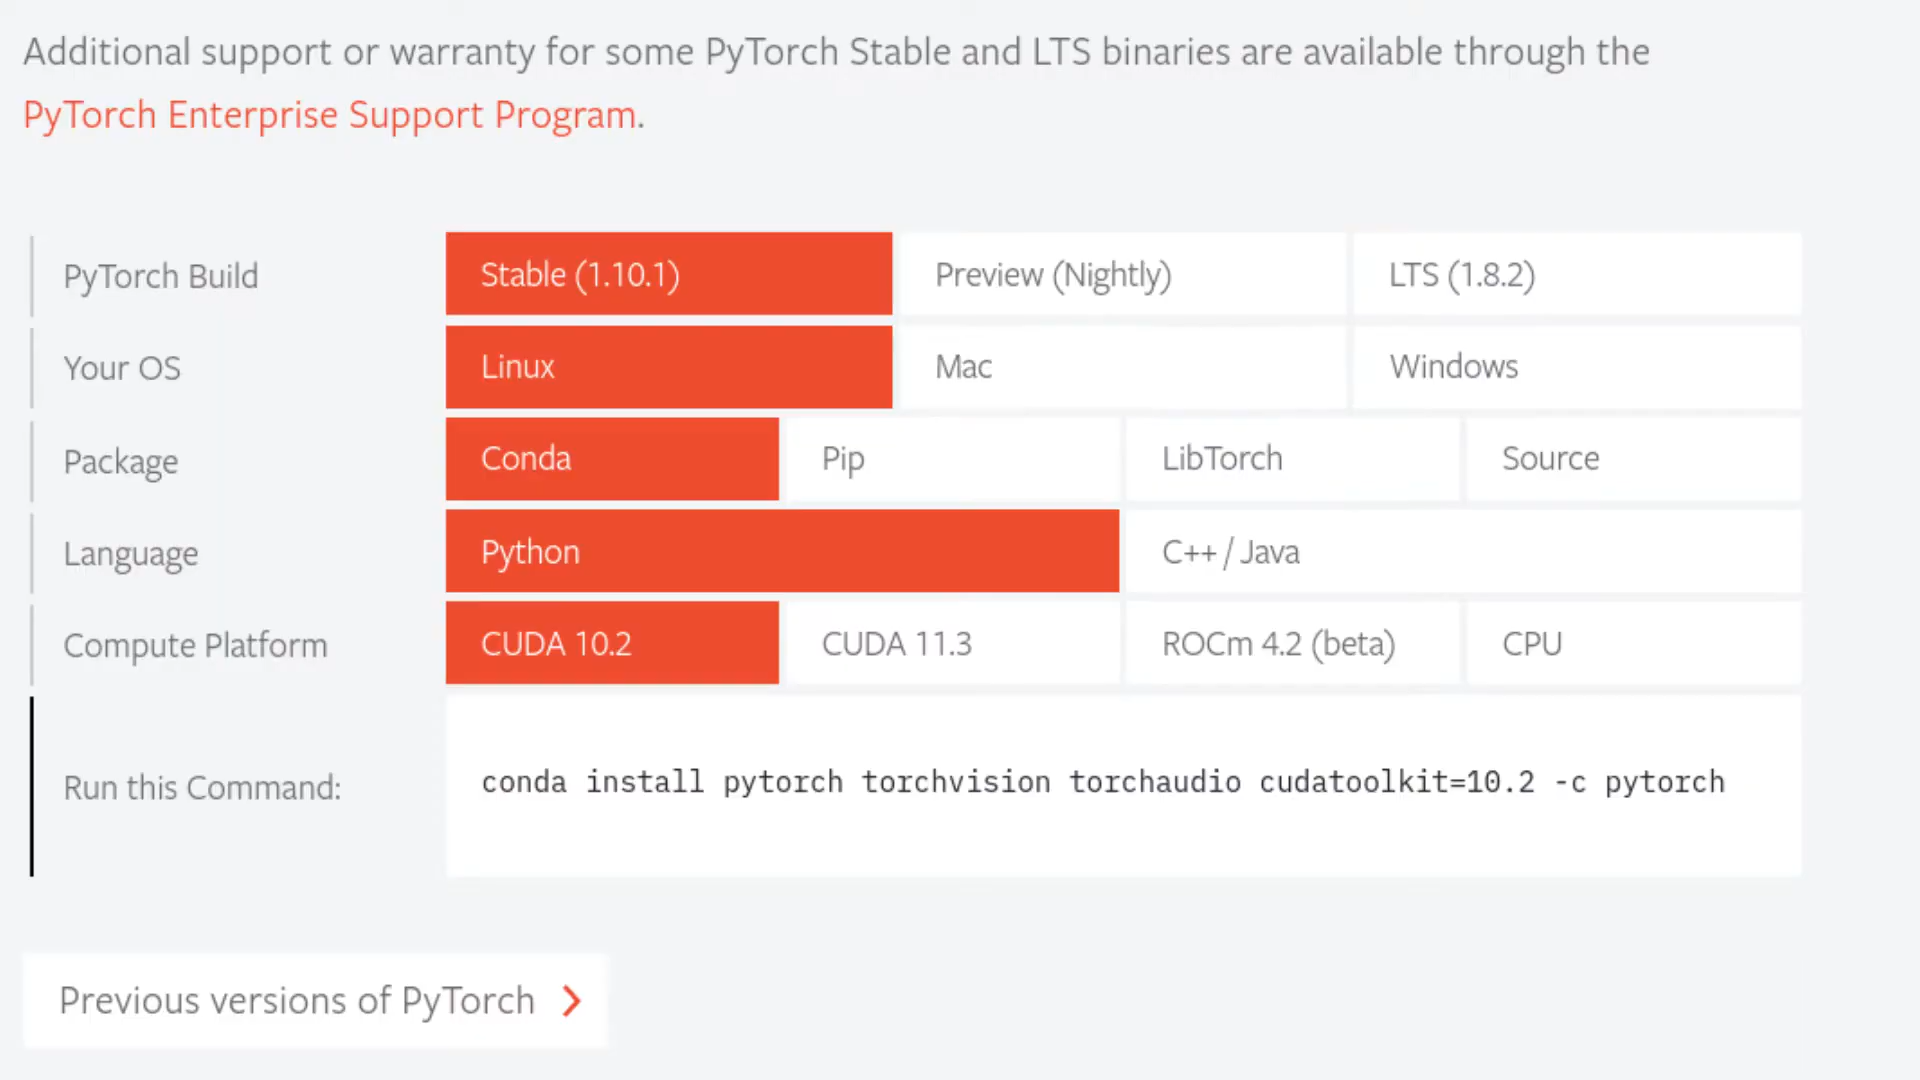 Additional support or warranty for some PyTorch Stable and LTS binaries are available through the
PyTorch Enterprise Support Program.
PyTorch Build Stable (1.10.1) Preview (Nightly) LTS (1.8.2)
Your OS Linux Mac Windows
Package Conda Pip LibTorch Source
Language Python C++ / Java
Compute Platform CUDA 10.2 CUDA 11.3 ROCm 4.2 (beta) CPU
Run this Command: conda install pytorch torchvision torchaudio cudatoolkit=10.2 -c pytorch
Previous versions of PyTorch